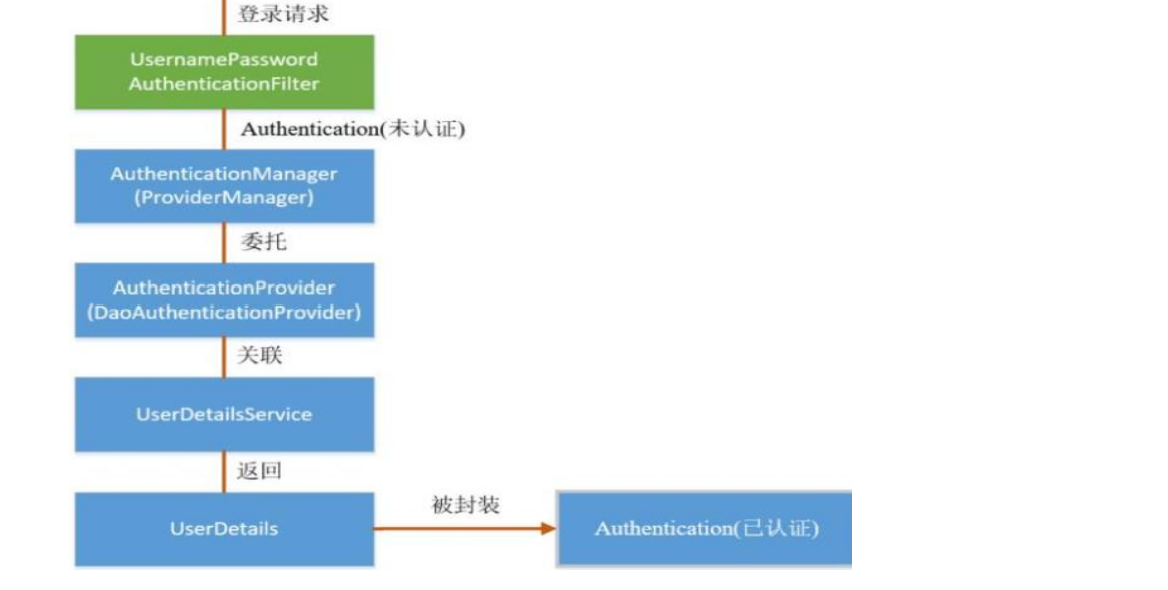 登录请求
UsernamePassword
AuthenticationFilter
Authentication(未认证)
AuthenticationManager
(ProviderManager)
委托
AuthenticationProvider
(DaoAuthenticationProvider)
关联
UserDetailsService
返回
UserDetails
被封装
Authentication(已认证)